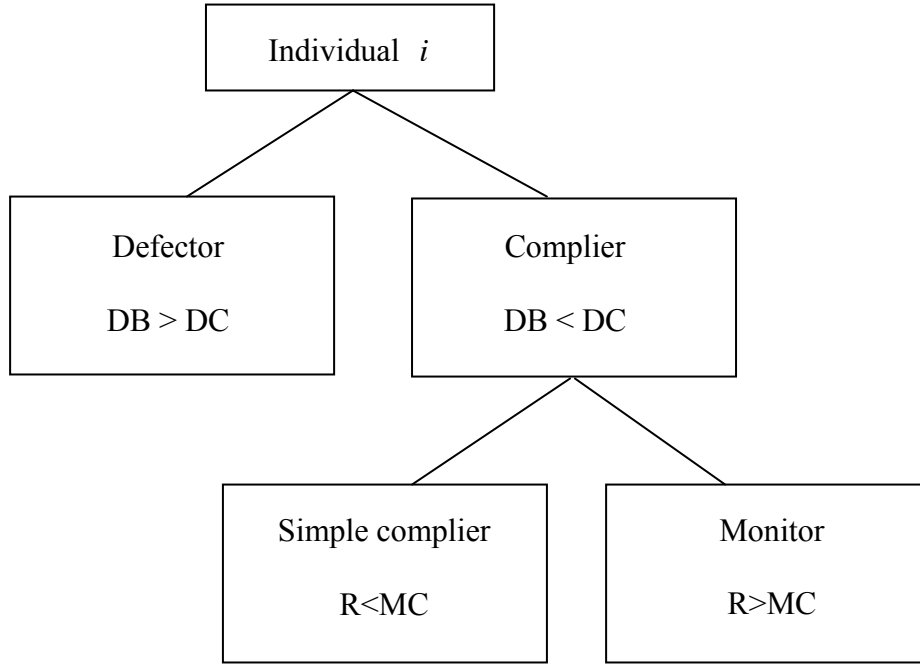 Individual i
Defector
DB > DC
Complier
DB < DC
Simple complier
R<MC
Monitor
R>MC